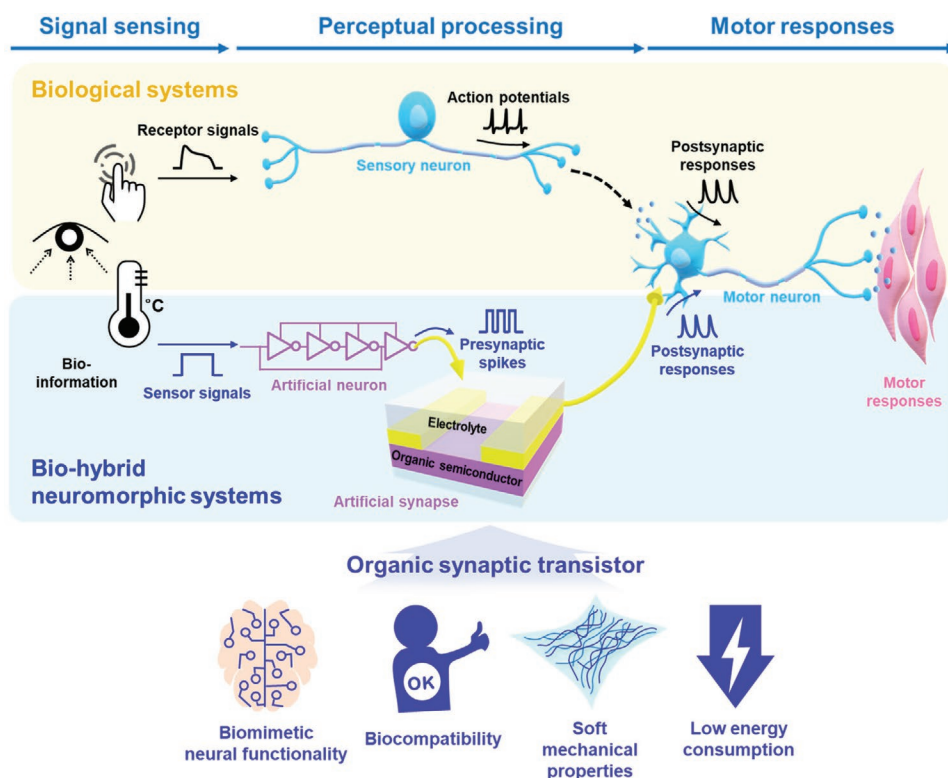 Signal sensing
Perceptual processing
Motor responses
Biological systems
Receptor signals
Action potentials
Sensory neuron
Postsynaptic
responses
Motor neuron
°C
Bio-
information
Sensor signals
Artificial neuron
Presynaptic
spikes
Postsynaptic
responses
Motor
responses
Electrolyte
Organic semiconductor
Bio-hybrid
neuromorphic systems
Artificial synapse
Organic synaptic transistor
OK
Biomimetic
neural functionality
Biocompatibility
Soft
mechanical
properties
Low energy
consumption